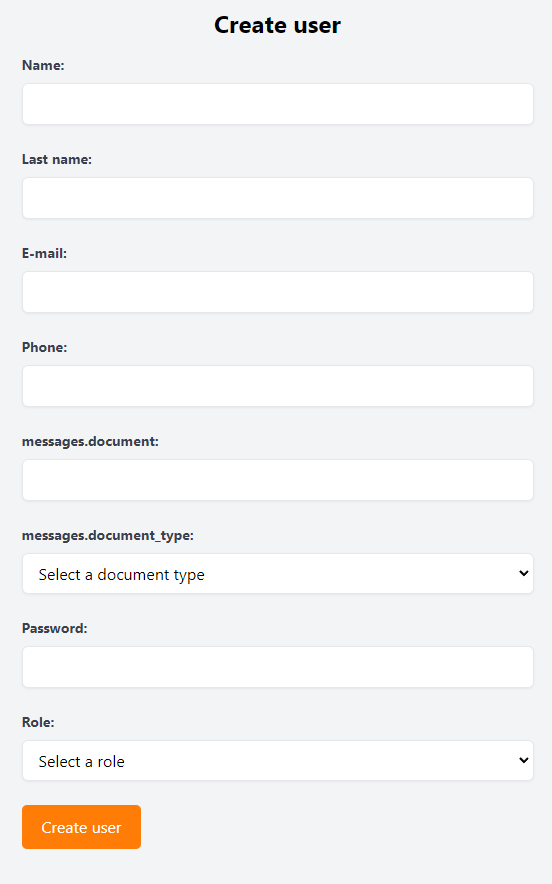 Create user
Name:
Last name:
E-mail:
Phone:
messages.document:
messages.document_type:
Select a document type
Password:
Role:
Select a role
Create user